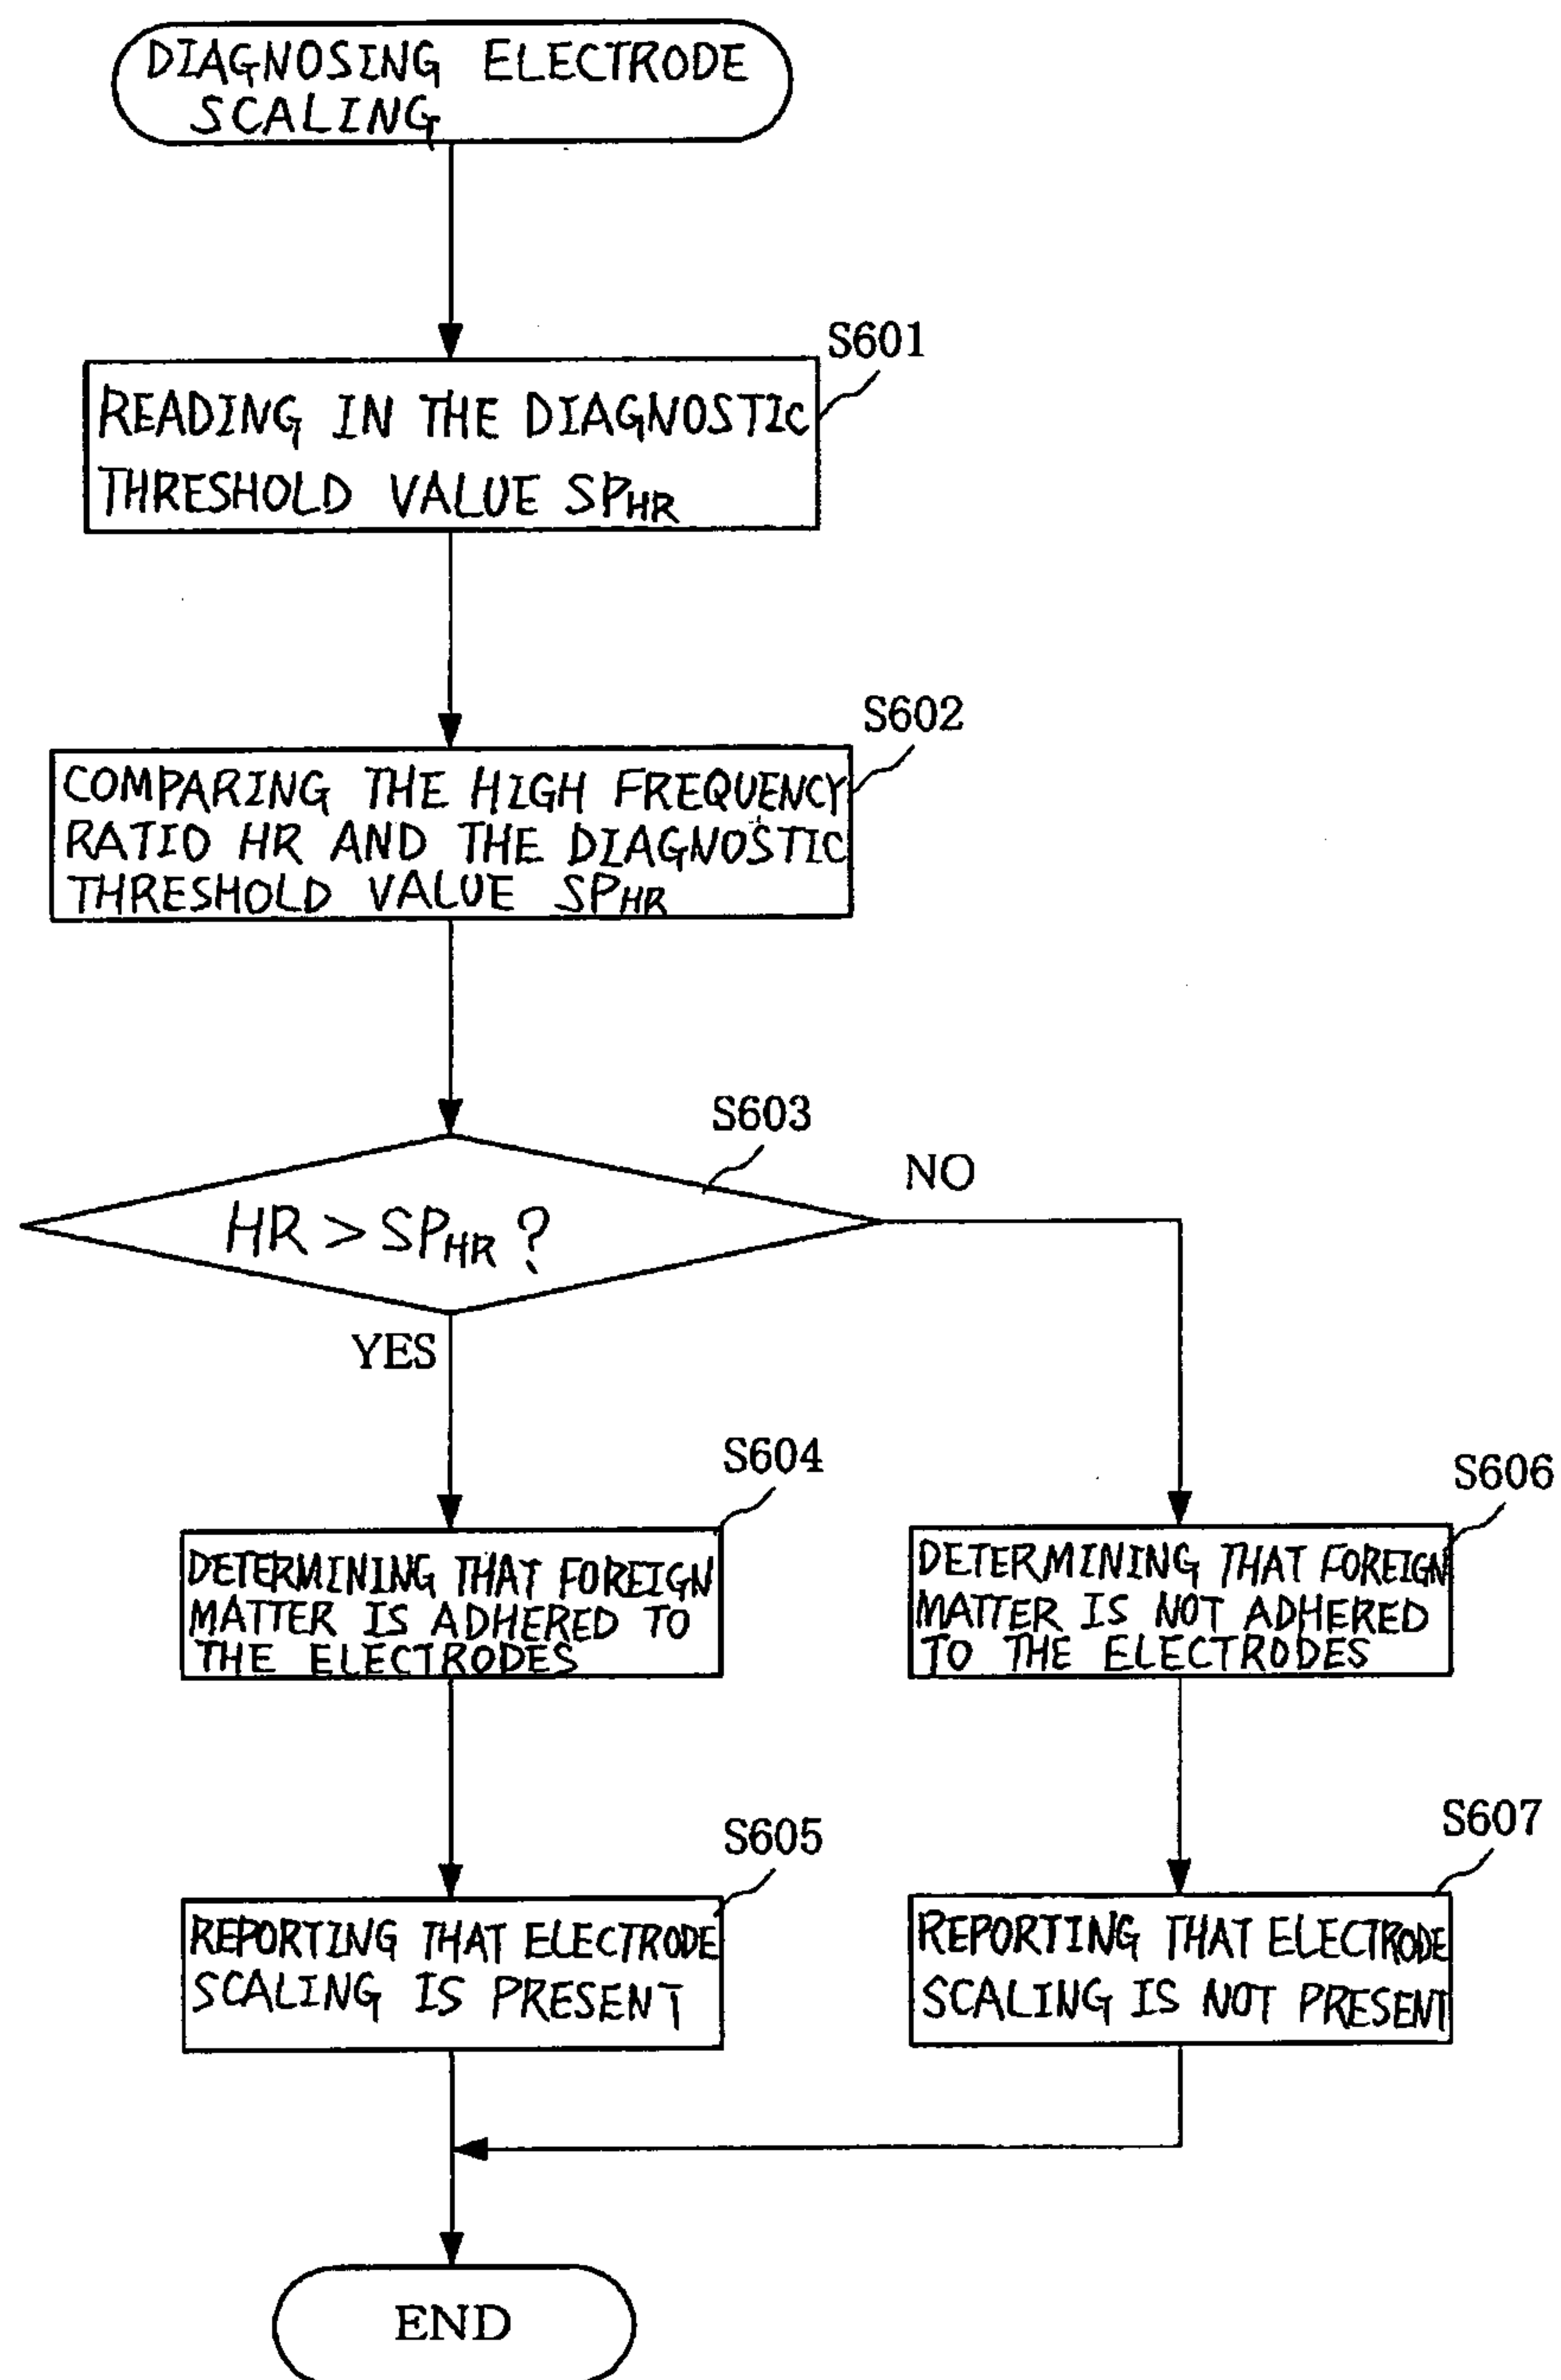 DIAGNOSING ELECTRODE
SCALING
S601
READING IN THE DIAGNOSTIC
THRESHOLD VALUE SPHR
S602
COMPARING THE HIGH FREQUENCY
RATIO HR AND THE DIAGNOSTIC
THRESHOLD VALUE SPHR
S603
NO
HR > SPHR ?
YES
S604
DETERMINING THAT FOREIGN
MATTER IS ADHERED TO
THE ELECTRODES
S606
DETERMINING THAT FOREIGN
MATTER IS NOT ADHERED
TO THE ELECTRODES
S605
REPORTING THAT ELECTRODE
SCALING IS PRESENT
S607
REPORTING THAT ELECTRODE
SCALING IS NOT PRESENT
END